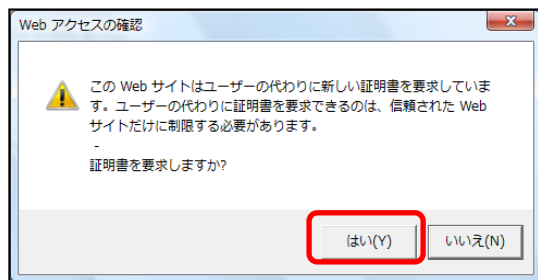 Web アクセスの確認
この Web サイトはユーザーの代わりに新しい証明書を要求していま
す。ユーザーの代わりに証明書を要求できるのは、信頼された Web
サイトだけに制限する必要があります。
-
証明書を要求しますか?
はい(Y)
いいえ(N)